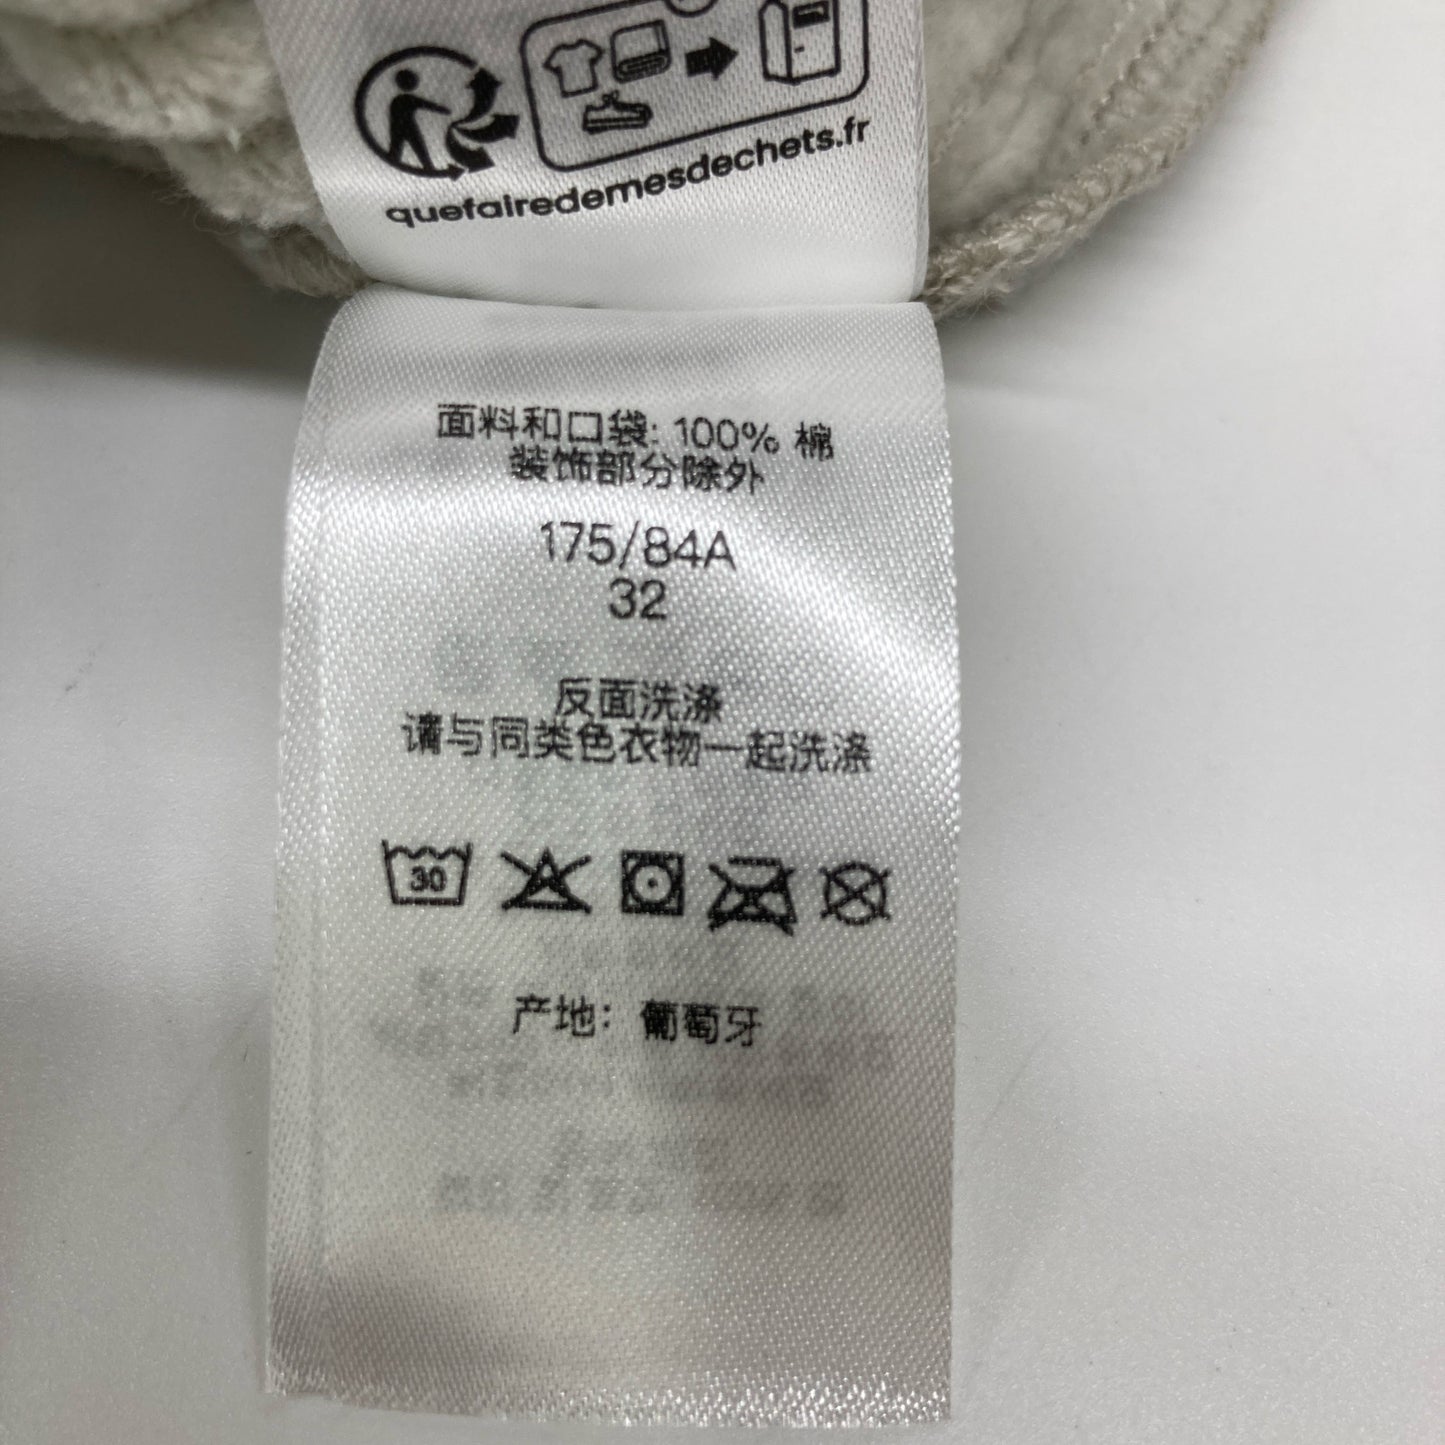 quefairedemesdechets.fr
面料和口袋: 100% 棉
装饰部分除外
175/84A
32
反面洗涤
请与同类色衣物一起洗涤
30
产地: 葡萄牙